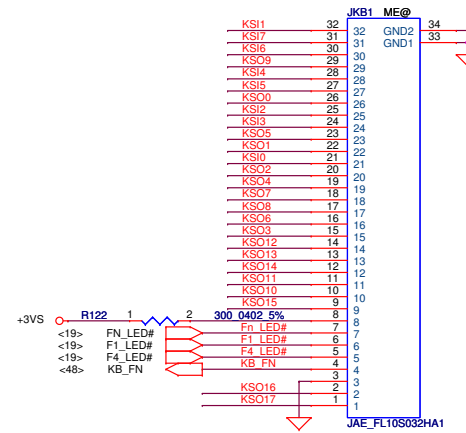 JKB1 ME@
KSI1 32 32 GND2 34
KSI7 31 31 GND1 33
KSI6 30 30
KSO9 29 29
KSI4 28 28
KSI5 27 27
KSO0 26 26
KSI2 25 25
KSI3 24 24
KSO5 23 23
KSO1 22 22
KSI0 21 21
KSO2 20 20
KSO4 19 19
KSO7 18 18
KSO8 17 17
KSO6 16 16
KSO3 15 15
KSO12 14 14
KSO13 13 13
KSO14 12 12
KSO11 11 11
KSO10 10 10
KSO15 9 9
+3VS R122 1 2 300_0402_5% 8 8
<19> FN_LED# Fn_LED# 7 7
<19> F1_LED# F1_LED# 6 6
<19> F4_LED# F4_LED# 5 5
<48> KB_FN KB_FN 4 4
3 3
KSO16 2 2
KSO17 1 1
JAE_FL10S032HA1